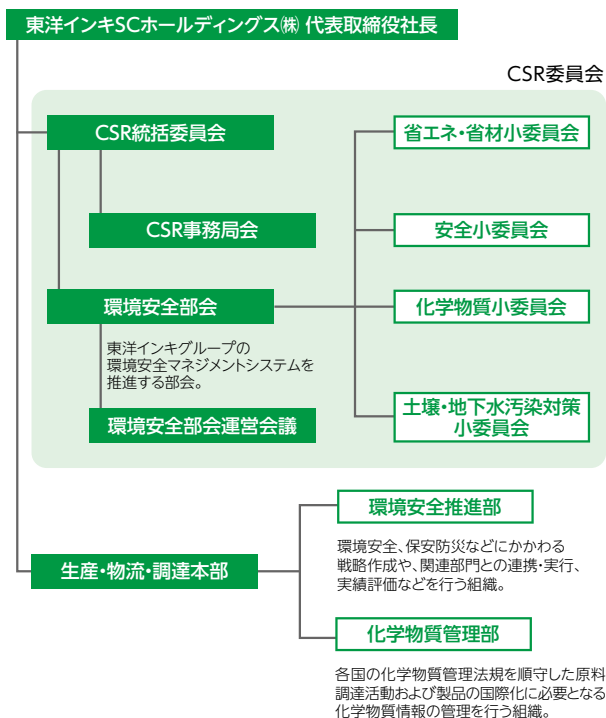 東洋インキSCホールディングス㈱ 代表取締役社長
CSR委員会
CSR統括委員会
CSR事務局会
環境安全部会
東洋インキグループの
環境安全マネジメントシステムを
推進する部会。
環境安全部会運営会議
省エネ・省材小委員会
安全小委員会
化学物質小委員会
土壌・地下水汚染対策
小委員会
生産・物流・調達本部
環境安全推進部
環境安全、保安防災などにかかわる
戦略作成や、関連部門との連携・実行、
実績評価などを行う組織。
化学物質管理部
各国の化学物質管理法規を順守した原料
調達活動および製品の国際化に必要となる
化学物質情報の管理を行う組織。